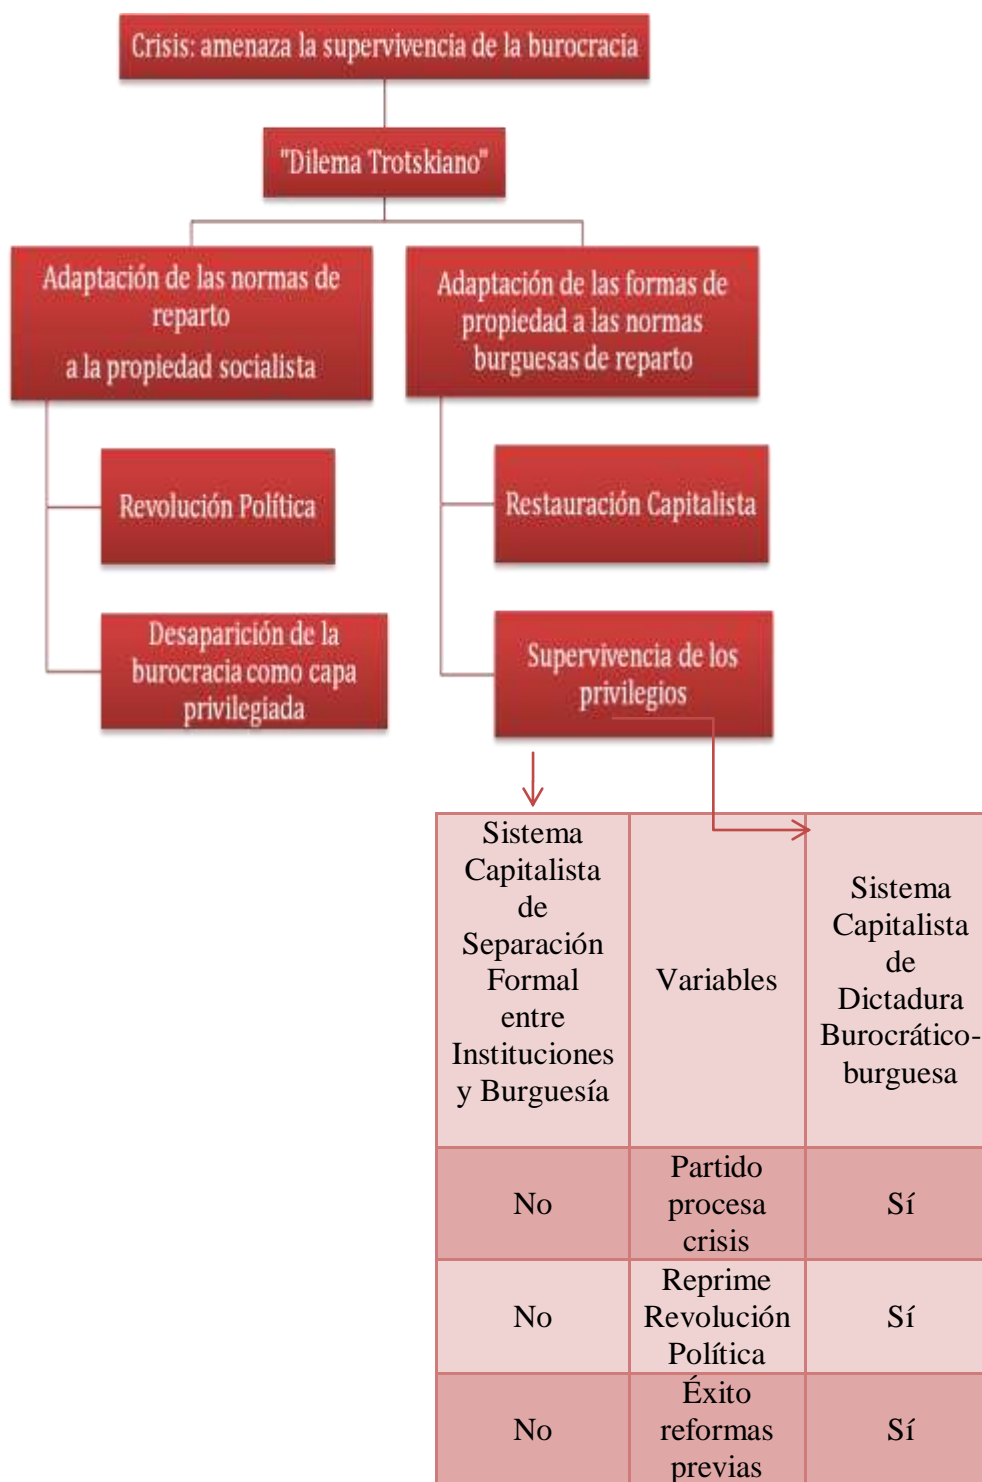 Crisis: amenaza la supervivencia de la burocracia
"Dilema Trotskiano"
Adaptación de las normas de
reparto
a la propiedad socialista
Adaptación de las formas de
propiedad a las normas
burguesas de reparto
Revolución Política
Restauración Capitalista
Desaparición de la
burocracia como capa
privilegiada
Supervivencia de los
privilegios
Sistema
Capitalista
de
Separación
Formal
entre
Instituciones
y Burguesía
Variables
Sistema
Capitalista
de
Dictadura
Burocrático-
burguesa
No
Partido
procesa
crisis
Sí
No
Reprime
Revolución
Política
Sí
No
Éxito
reformas
previas
Sí